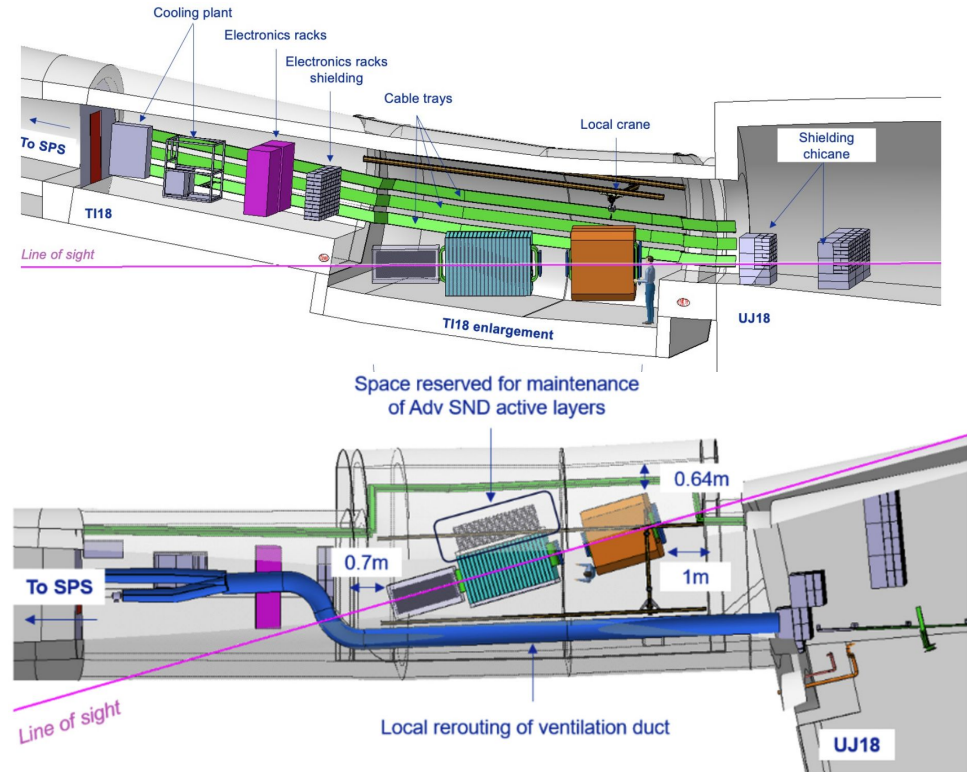 Cooling plant
Electronics racks
Electronics racks
shielding
Cable trays
Local crane
Shielding
chicane
To SPS
TI18
Line of sight
TI18 enlargement
UJ18
Space reserved for maintenance
of Adv SND active layers
0.64m
0.7m
1m
To SPS
Line of sight
Local rerouting of ventilation duct
UJ18